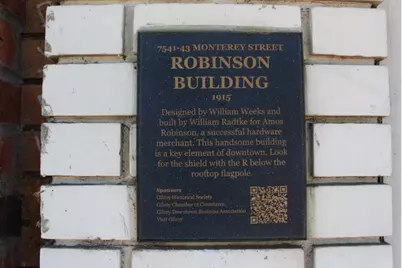 7541-43 MONTEREY STREET
ROBINSON
BUILDING
1915
Designed by William Weeks and
built by William Radtke for Amos
Robinson, a successful hardware
merchant. This handsome building
is a key element of downtown. Look
for the shield with the R below the
rooftop flagpole.
Sponsors
Gilroy Historical Society
Gilroy Chamber of Commerce
Gilroy Downtown Business Association
Visit Gilroy